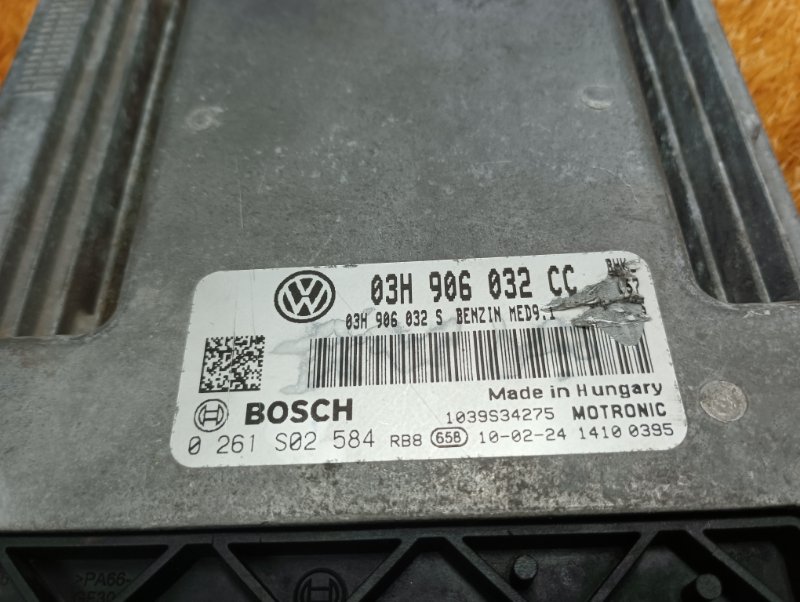 03H 906 032 CC
03H 906 032 S BENZIN MED9.1
Made in Hungary
BOSCH 1039S34275 MOTRONIC
0 261 S02 584 RB8 658 10-02-24 1410 0395
>PA66-